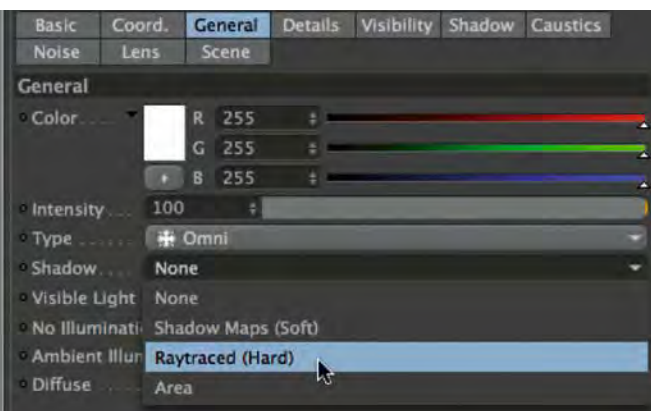 Basic Coord. General Details Visibility Shadow Caustics
Noise Lens Scene
General
Color..... R 255
G 255
B 255
Intensity.... 100
Type....... Omni
Shadow..... None
Visible Light None
No Illuminati Shadow Maps (Soft)
Ambient Illun Raytraced (Hard)
Diffuse..... Area